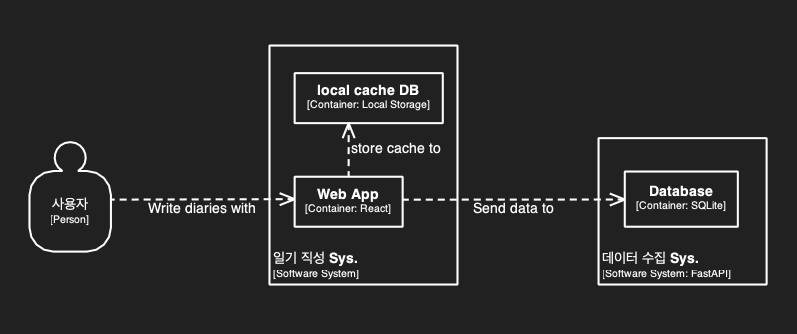 local cache DB
[Container: Local Storage]
store cache to
사용자
[Person]
Write diaries with
Web App
[Container: React]
Send data to
Database
[Container: SQLite]
일기 직성 Sys.
[Software System]
데이터 수집 Sys.
[Software System: FastAPI]